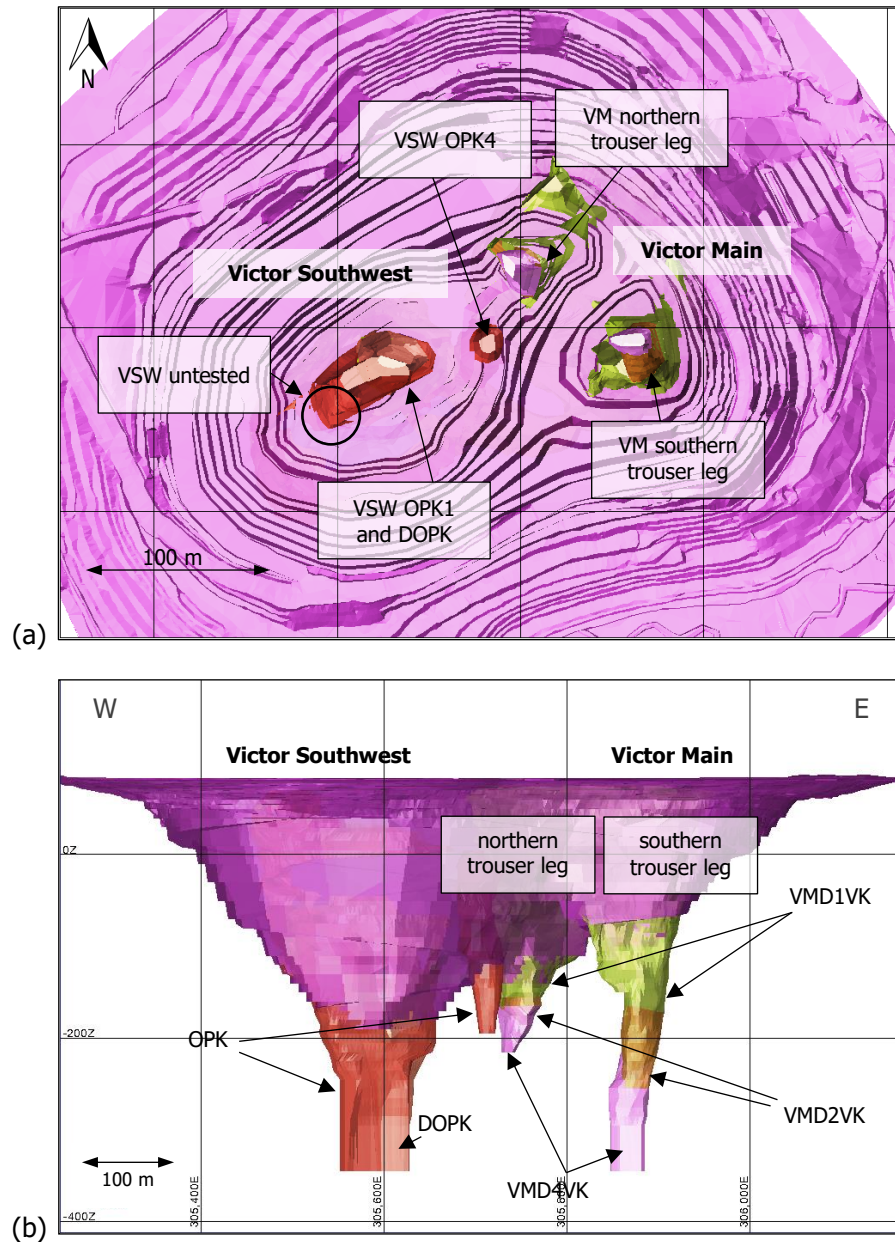 N
VSW OPK4
VM northern
trouser leg
Victor Southwest
Victor Main
VSW untested
VM southern
trouser leg
VSW OPK1
and DOPK
100 m
(a)
W
E
Victor Southwest
Victor Main
northern
trouser leg
southern
trouser leg
VMD1VK
0Z
-200Z
OPK
DOPK
VMD2VK
100 m
VMD4VK
305,400E
305,600E
305,800E
306,000E
-400Z
(b)